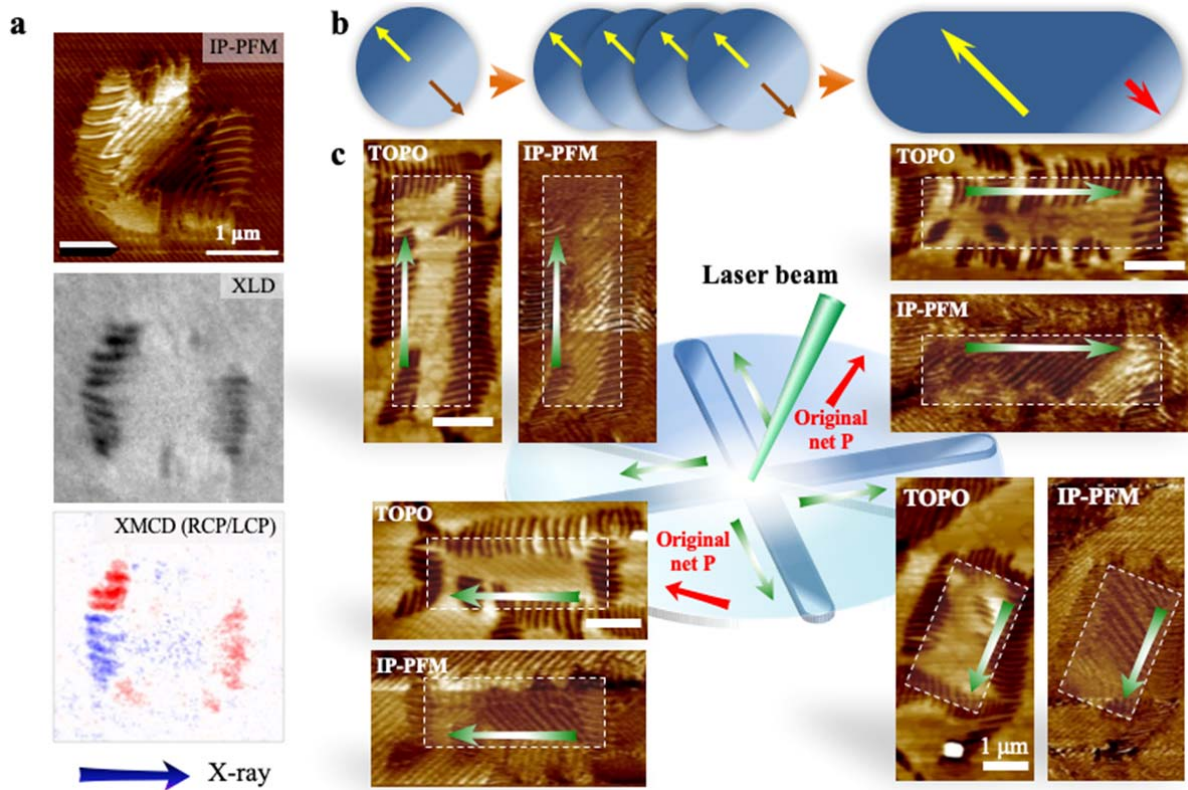 a
IP-PFM
1 μm
XLD
XMCD (RCP/LCP)
X-ray
b
c
TOPO
IP-PFM
TOPO
IP-PFM
Laser beam
Original
net P
Original
net P
TOPO
IP-PFM
TOPO
IP-PFM
1 μm